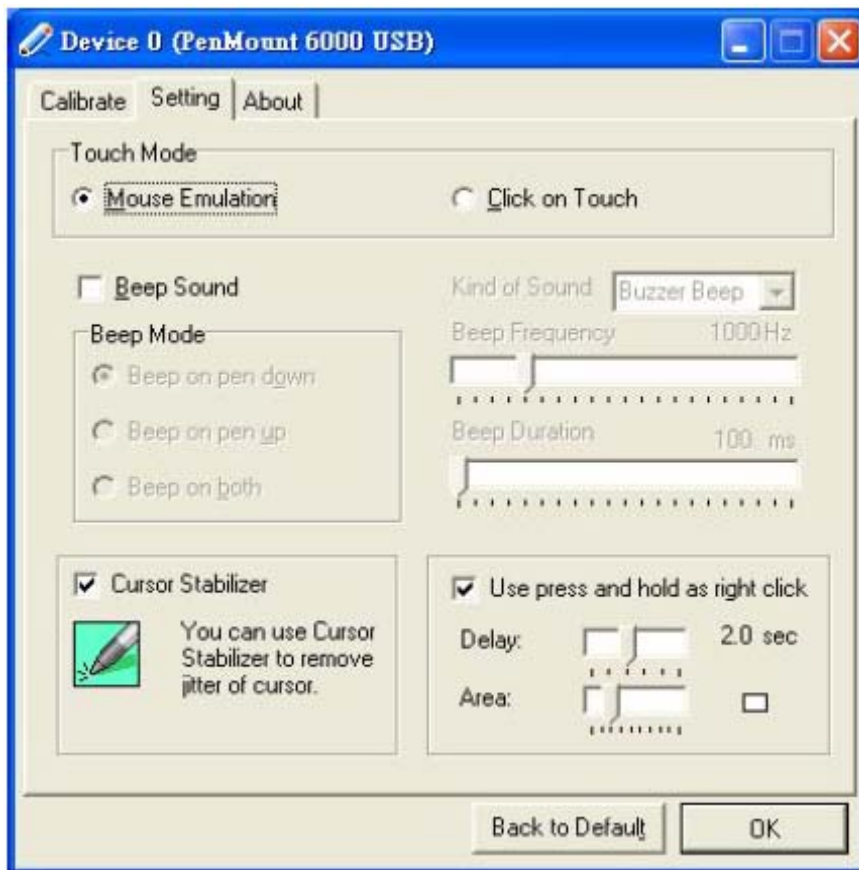 Device 0 (PenMount 6000 USB)
Calibrate Setting About
Touch Mode
Mouse Emulation Click on Touch
Beep Sound
Kind of Sound Buzzer Beep
Beep Mode
Beep on pen down
Beep on pen up
Beep on both
Beep Frequency 1000Hz
Beep Duration 100 ms
Cursor Stabilizer
You can use Cursor
Stabilizer to remove
jitter of cursor.
Use press and hold as right click
Delay: 2.0 sec
Area:
Back to Default OK